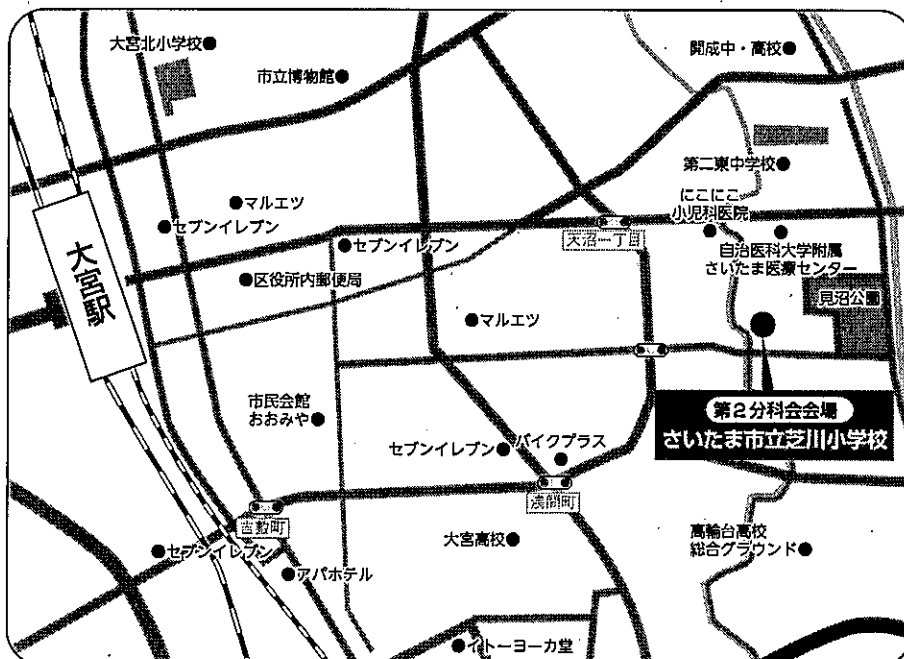 大宮北小学校
市立博物館
開成中・高校
第二東中学校
マルエツ
セブンイレブン
にこにこ
小児科医院
天沼一丁目
セブンイレブン
自治医科大学附属
さいたま医療センター
大宮駅
区役所内郵便局
見沼公園
マルエツ
市民会館
おおみや
第2分科会会場
さいたま市立芝川小学校
セブンイレブン
バイクプラス
浅間町
吉敷町
大宮高校
高輪台高校
総合グラウンド
セブンイレブン
アパホテル
イトーヨーカ堂